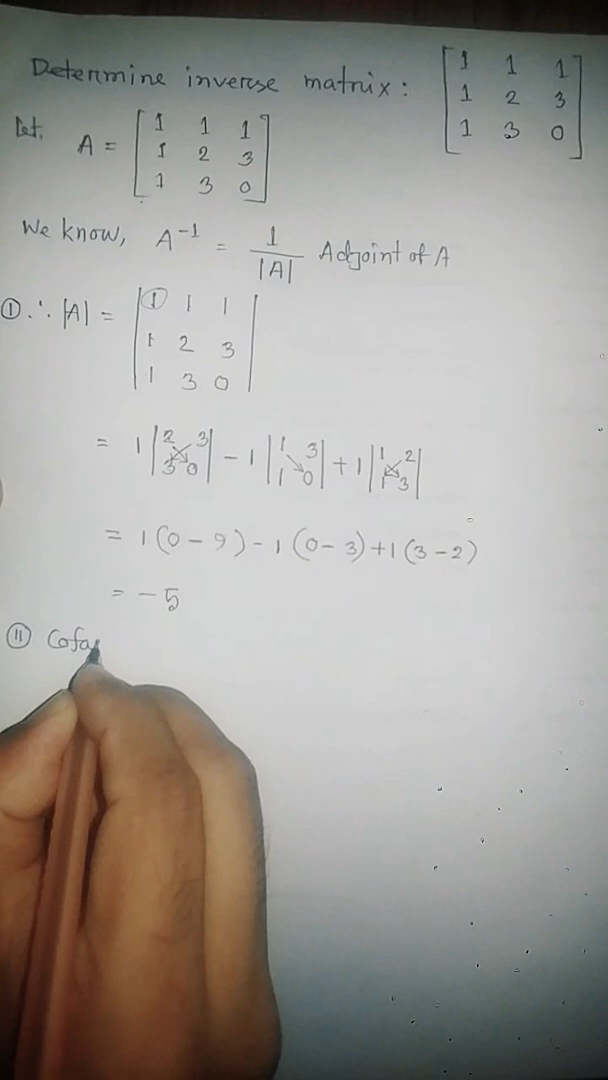 Determine inverse matrix: [1 1 1
1 2 3
1 3 0]
Let, A = [1 1 1
1 2 3
1 3 0]
We know, A⁻¹ = 1/|A| Adjoint of A
① ∴ |A| = |1 1 1
1 2 3
1 3 0|
= 1 |2 3
3 0| - 1 |1 3
1 0| + 1 |1 2
1 3|
= 1(0-9) - 1(0-3) + 1(3-2)
= -5
⑪ Cofa